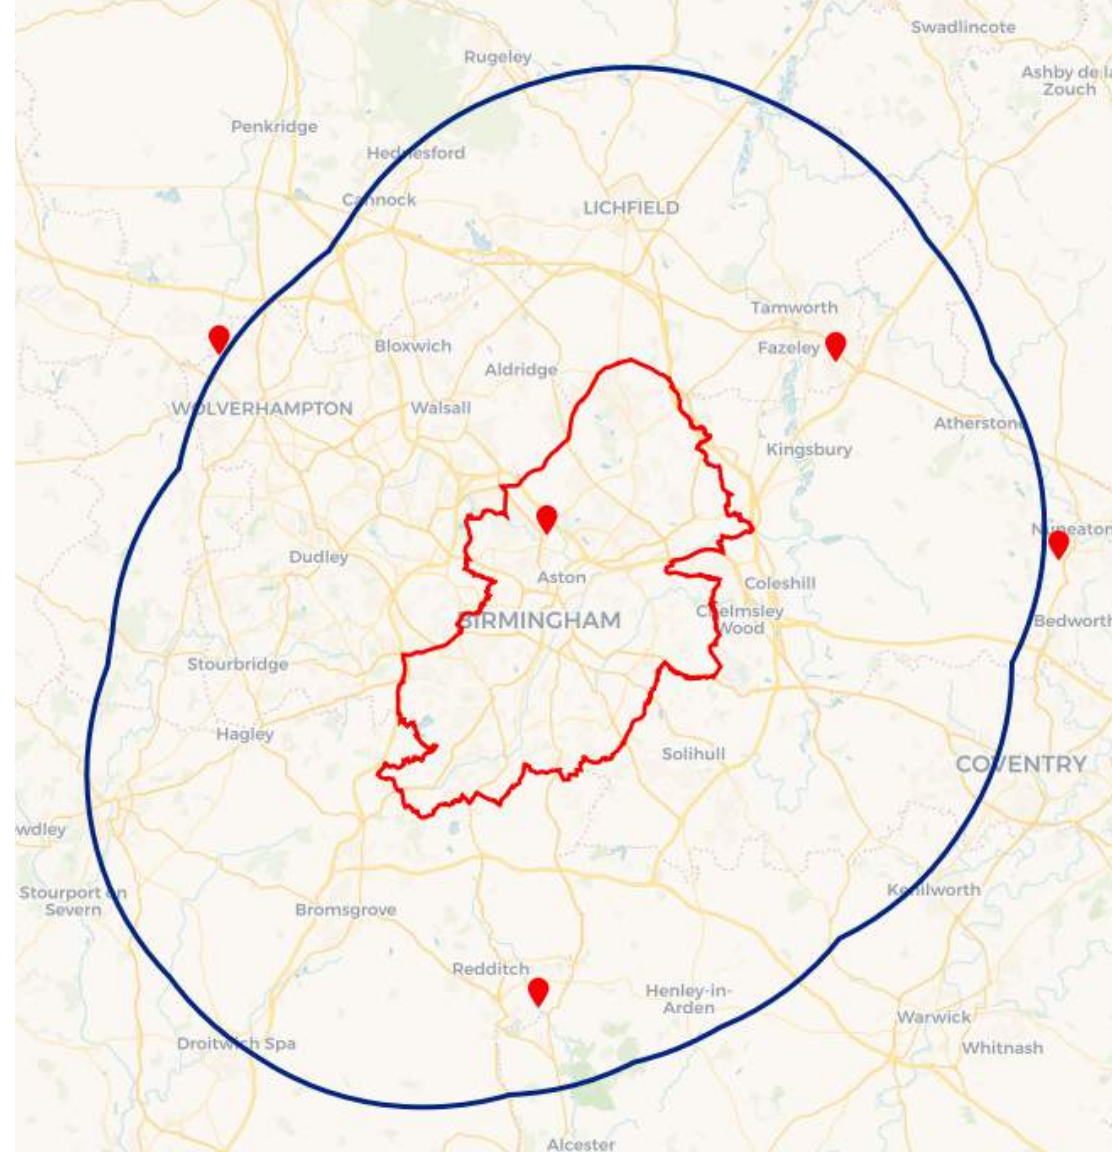 Swadlincote
Rugeley
Ashby de la
Zouch
Penkridge
Hednesford
Cannock
LICHFIELD
Tamworth
Fazeley
Bloxwich
Aldridge
WOLVERHAMPTON
Walsall
Atherstone
Kingsbury
Nuneaton
Dudley
Aston
Coleshill
BIRMINGHAM
Chelmsley
Wood
Bedworth
Stourbridge
Hagley
Solihull
COVENTRY
wdley
Stourport on
Severn
Kenilworth
Bromsgrove
Redditch
Henley-in-
Arden
Warwick
Droitwich Spa
Whitnash
Alcester